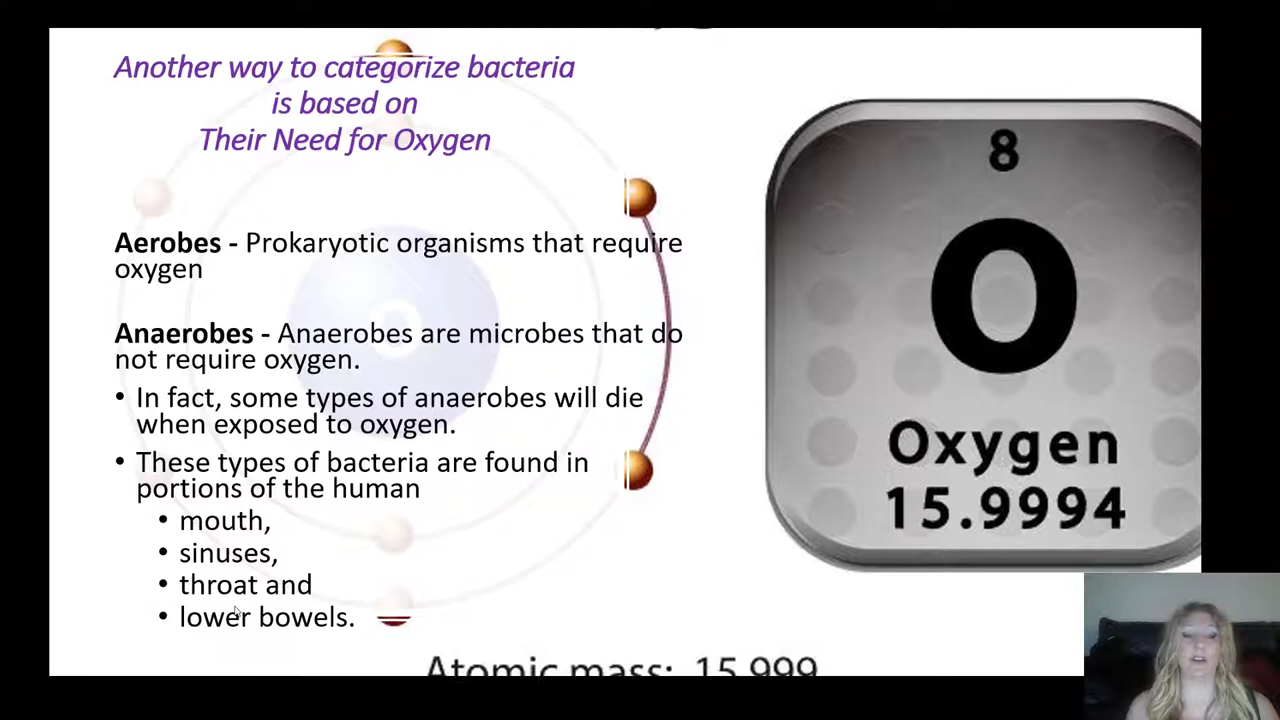 Another way to categorize bacteria
is based on
Their Need for Oxygen
Aerobes - Prokaryotic organisms that require
oxygen
Anaerobes - Anaerobes are microbes that do
not require oxygen.
• In fact, some types of anaerobes will die
when exposed to oxygen.
• These types of bacteria are found in
portions of the human
• mouth,
• sinuses,
• throat and
• lower bowels.
8
O
Oxygen
15.9994
Atomic mass: 15.999